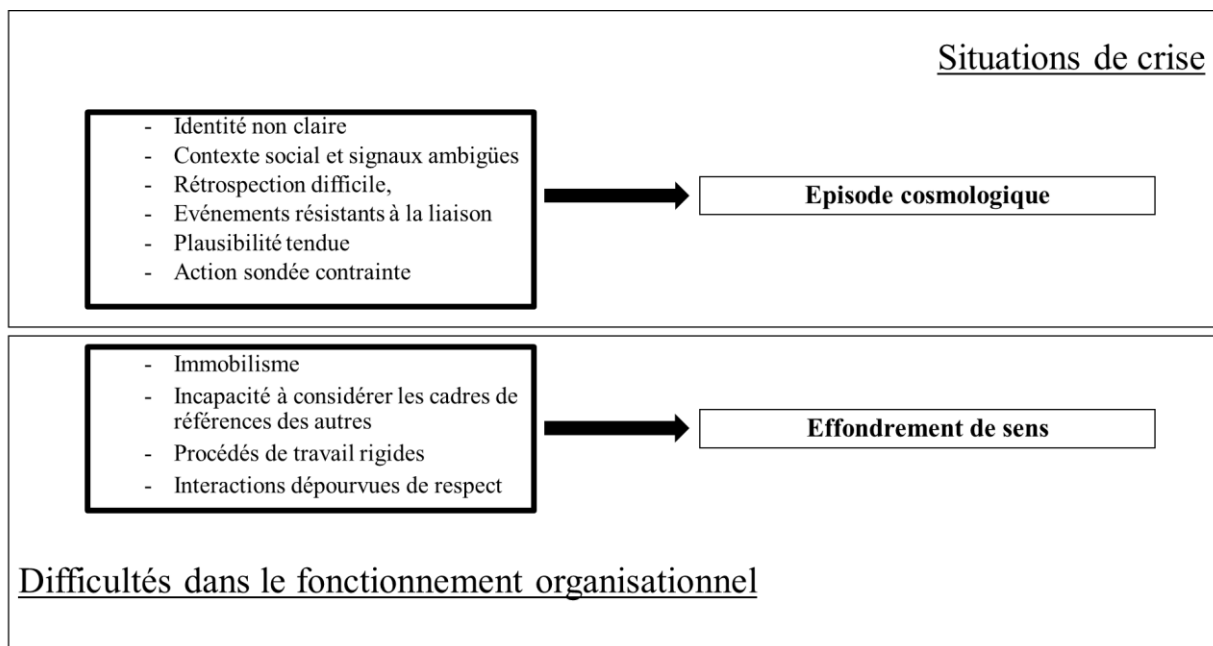 Situations de crise
- Identité non claire
- Contexte social et signaux ambigües
- Rétrospection difficile,
- Evénements résistants à la liaison
- Plausibilité tendue
- Action sondée contrainte
Episode cosmologique
- Immobilisme
- Incapacité à considérer les cadres de
références des autres
- Procédés de travail rigides
- Interactions dépourvues de respect
Effondrement de sens
Difficultés dans le fonctionnement organisationnel